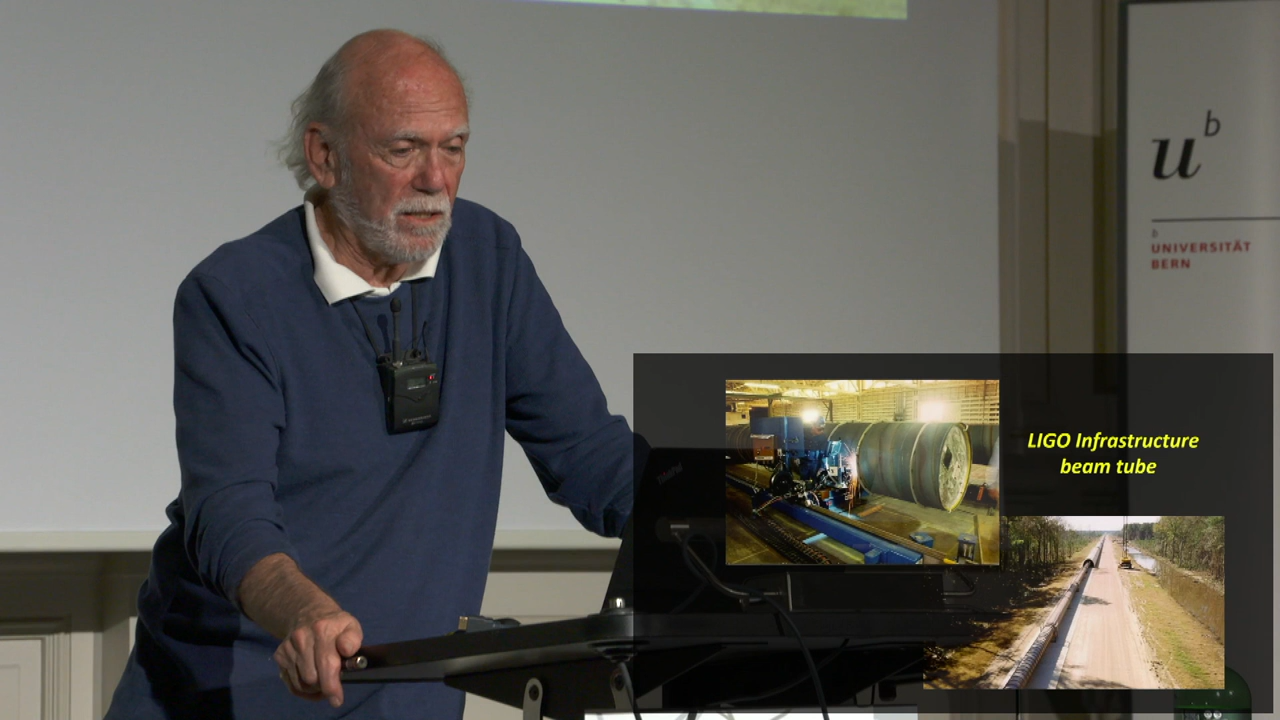 u^b
b
UNIVERSITÄT
BERN
LIGO Infrastructure
beam tube